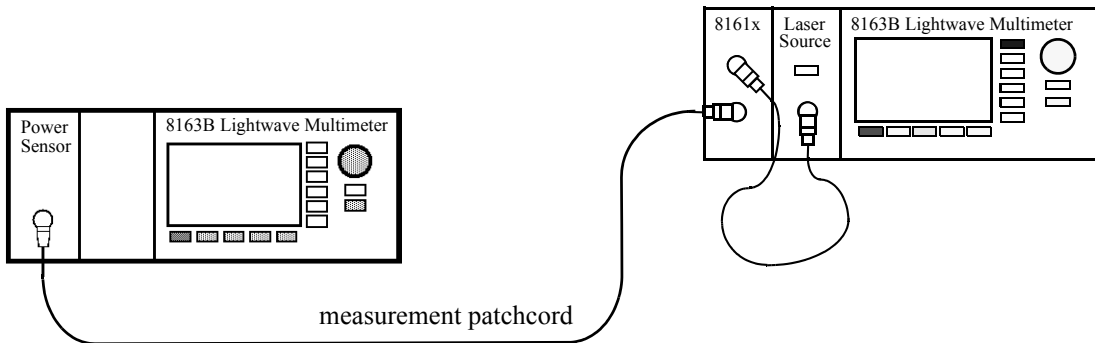 8161x
Laser
Source
8163B Lightwave Multimeter
Power
Sensor
8163B Lightwave Multimeter
measurement patchcord